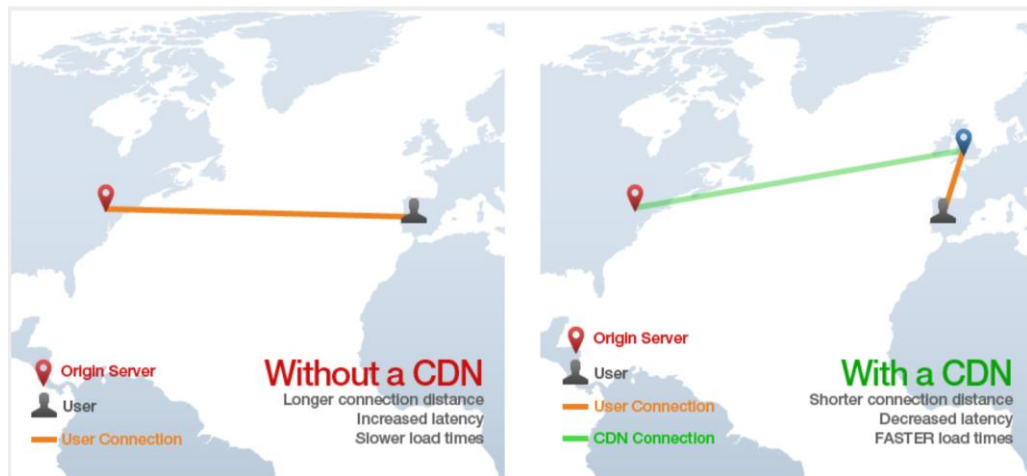 Origin Server
User
User Connection
Without a CDN
Longer connection distance
Increased latency
Slower load times
Origin Server
User
User Connection
CDN Connection
With a CDN
Shorter connection distance
Decreased latency
FASTER load times